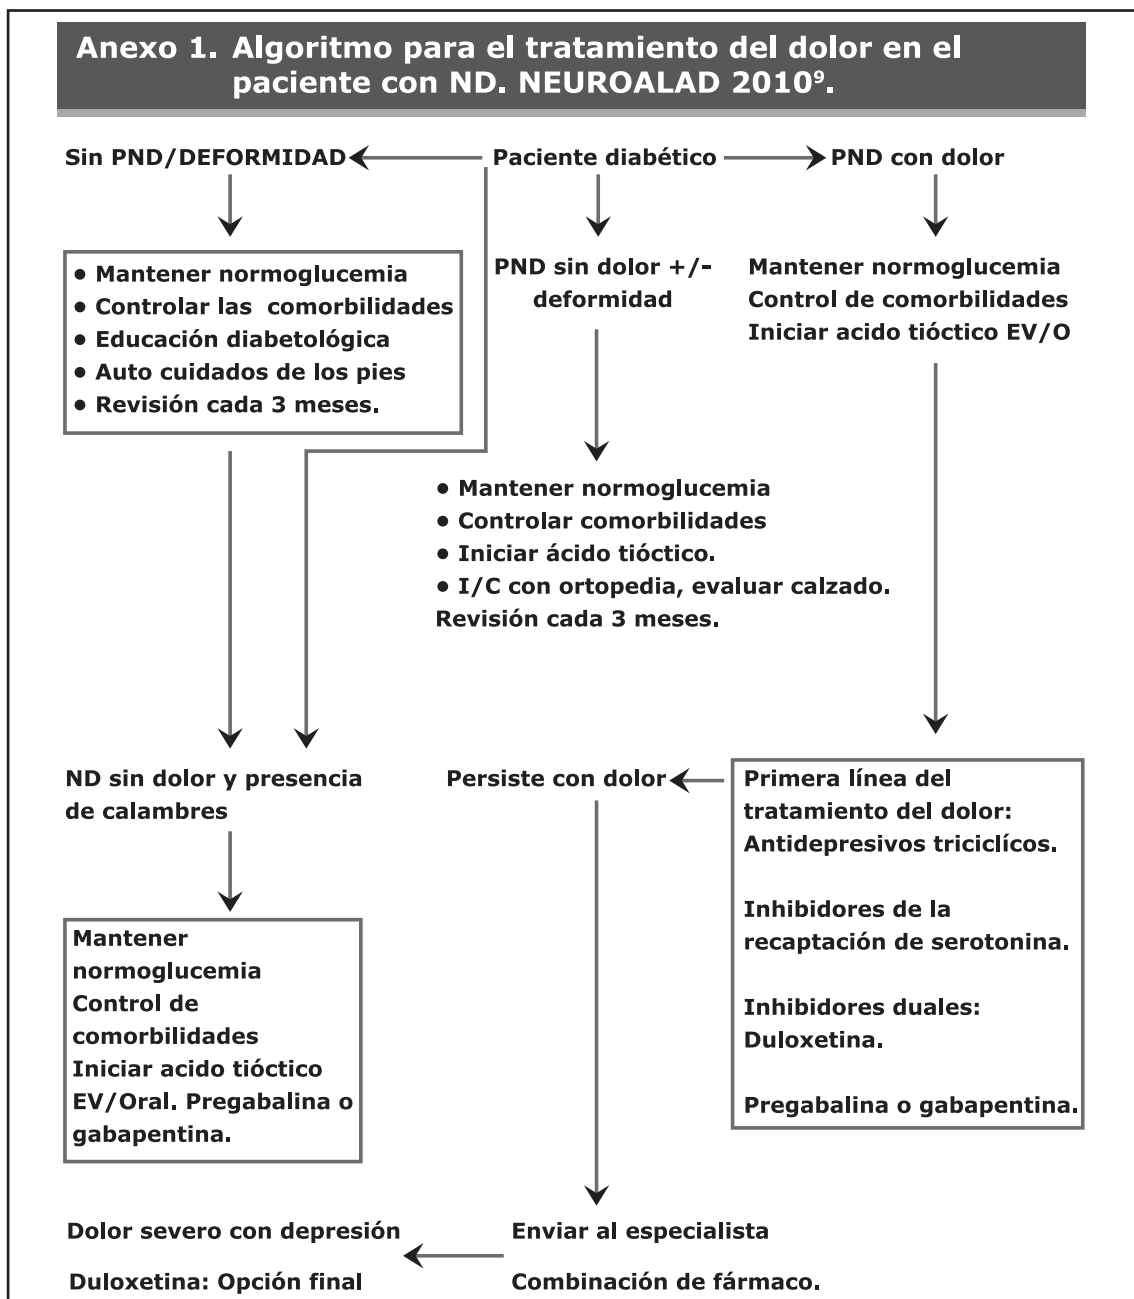 Anexo 1. Algoritmo para el tratamiento del dolor en el
paciente con ND. NEUROALAD 2010⁹.
Sin PND/DEFORMIDAD
Paciente diabético
PND con dolor
● Mantener normoglucemia
● Controlar las comorbilidades
● Educación diabetológica
● Auto cuidados de los pies
● Revisión cada 3 meses.
PND sin dolor +/-
deformidad
Mantener normoglucemia
Control de comorbilidades
Iniciar acido tióctico EV/O
● Mantener normoglucemia
● Controlar comorbilidades
● Iniciar ácido tióctico.
● I/C con ortopedia, evaluar calzado.
Revisión cada 3 meses.
ND sin dolor y presencia
de calambres
Persiste con dolor
Primera línea del
tratamiento del dolor:
Antidepresivos triciclícos.
Inhibidores de la
recaptación de serotonina.
Inhibidores duales:
Duloxetina.
Pregabalina o gabapentina.
Mantener
normoglucemia
Control de
comorbilidades
Iniciar acido tióctico
EV/Oral. Pregabalina o
gabapentina.
Dolor severo con depresión
Duloxetina: Opción final
Enviar al especialista
Combinación de fármaco.